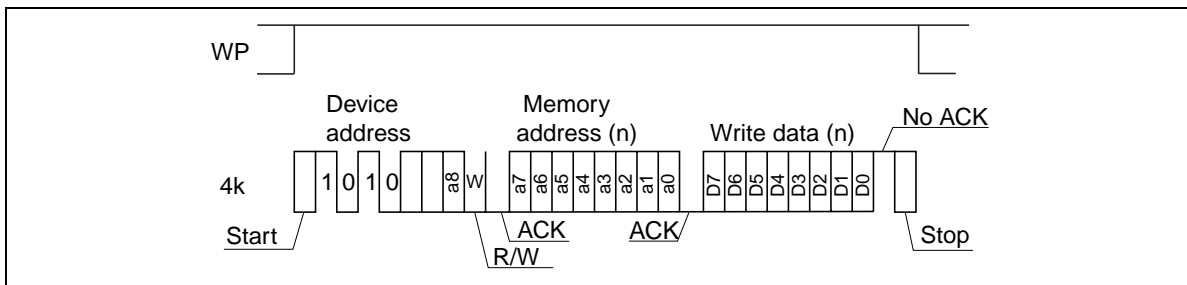 WP
Device address
Memory address (n)
Write data (n)
No ACK
4k
1 0 1 0 a8 W a7 a6 a5 a4 a3 a2 a1 a0 D7 D6 D5 D4 D3 D2 D1 D0
Start
ACK
ACK
Stop
R/W